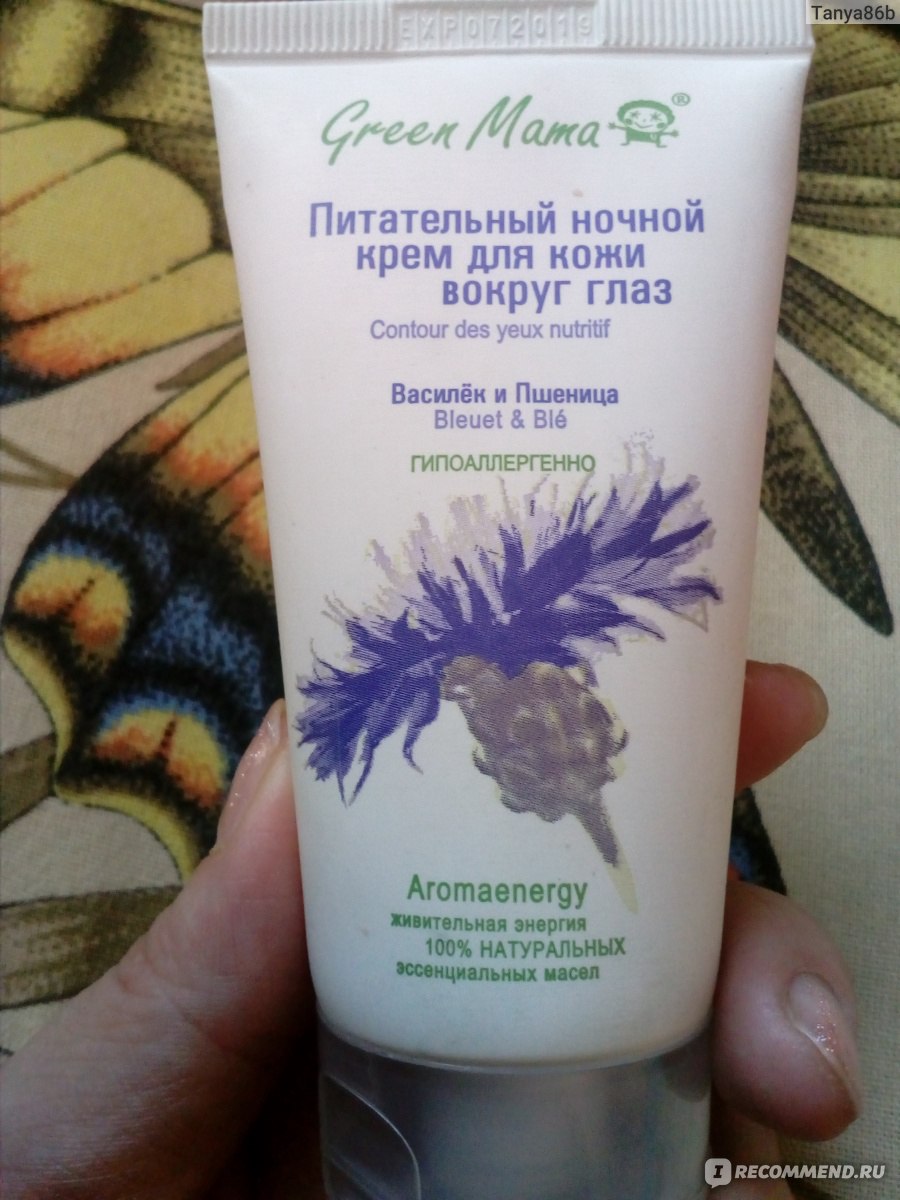 Tanya86b
EXP072019
Green Mama®
Питательный ночной
крем для кожи
вокруг глаз
Contour des yeux nutritif
Василёк и Пшеница
Bleuet & Blé
ГИПОАЛЛЕРГЕННО
Aromaenergy
живительная энергия
100% НАТУРАЛЬНЫХ
эссенциальных масел
IRECOMMEND.RU